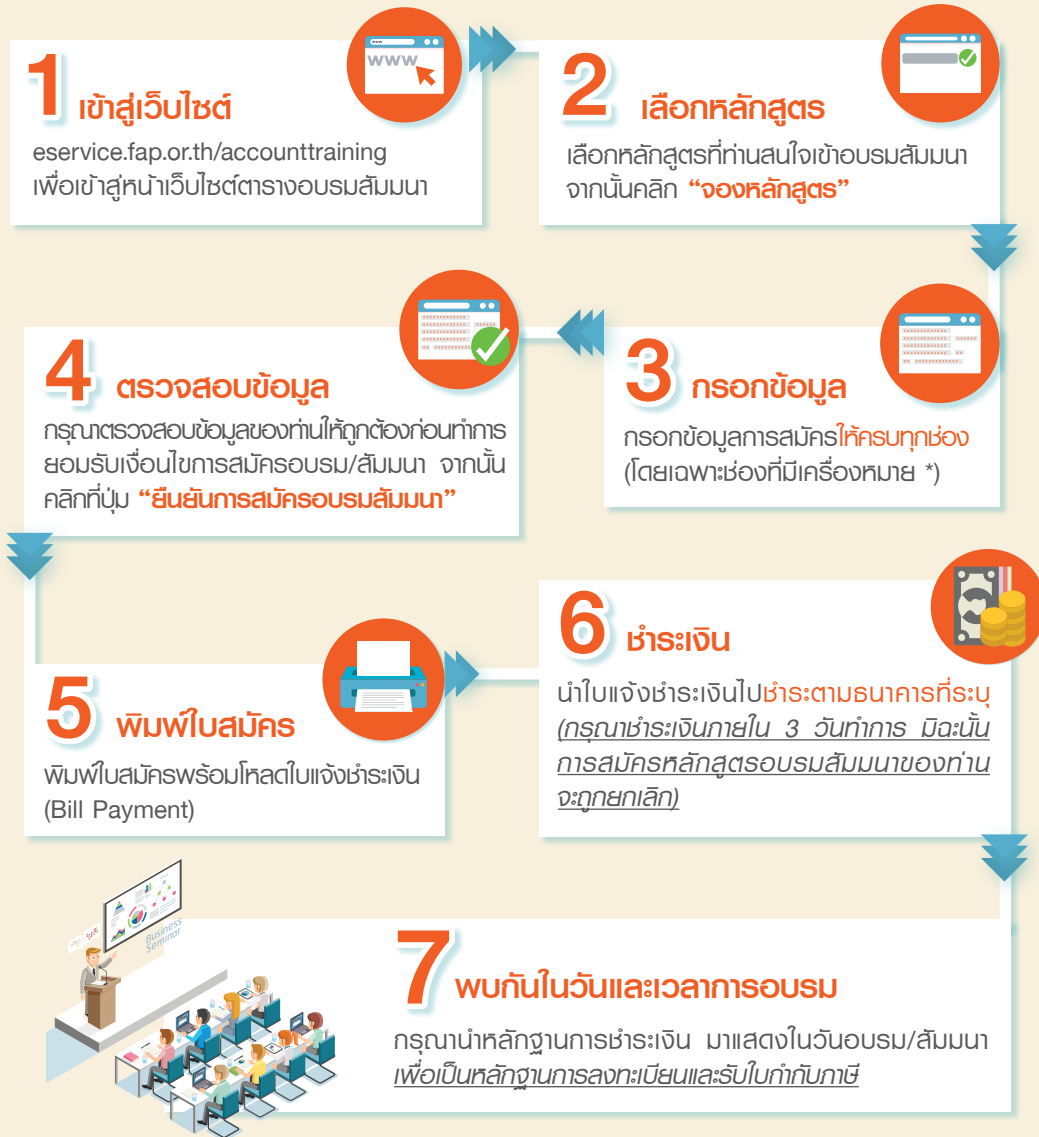 1 เข้าสู่เว็บไซต์
www
eservice.fap.or.th/accounttraining
เพื่อเข้าสู่หน้าเว็บไซต์ตารางอบรมสัมมนา
2 เลือกหลักสูตร
เลือกหลักสูตรที่ท่านสนใจเข้าอบรมสัมมนา
จากนั้นคลิก “จองหลักสูตร”
3 กรอกข้อมูล
กรอกข้อมูลการสมัครให้ครบทุกช่อง
(โดยเฉพาะช่องที่มีเครื่องหมาย *)
4 ตรวจสอบข้อมูล
กรุณาตรวจสอบข้อมูลของท่านให้ถูกต้องก่อนทำการ
ยอมรับเงื่อนไขการสมัครอบรม/สัมมนา จากนั้น
คลิกที่ปุ่ม “ยืนยันการสมัครอบรมสัมมนา”
5 พิมพ์ใบสมัคร
พิมพ์ใบสมัครพร้อมโหลดใบแจ้งชำระเงิน
(Bill Payment)
6 ชำระเงิน
นำใบแจ้งชำระเงินไปชำระตามธนาคารที่ระบุ
(กรุณาชำระเงินภายใน 3 วันทำการ มิฉะนั้น
การสมัครหลักสูตรอบรมสัมมนาของท่าน
จะถูกยกเลิก)
Business
Seminar
7 พบกันในวันและเวลาการอบรม
กรุณานำหลักฐานการชำระเงิน มาแสดงในวันอบรม/สัมมนา
เพื่อเป็นหลักฐานการลงทะเบียนและรับใบกำกับภาษี